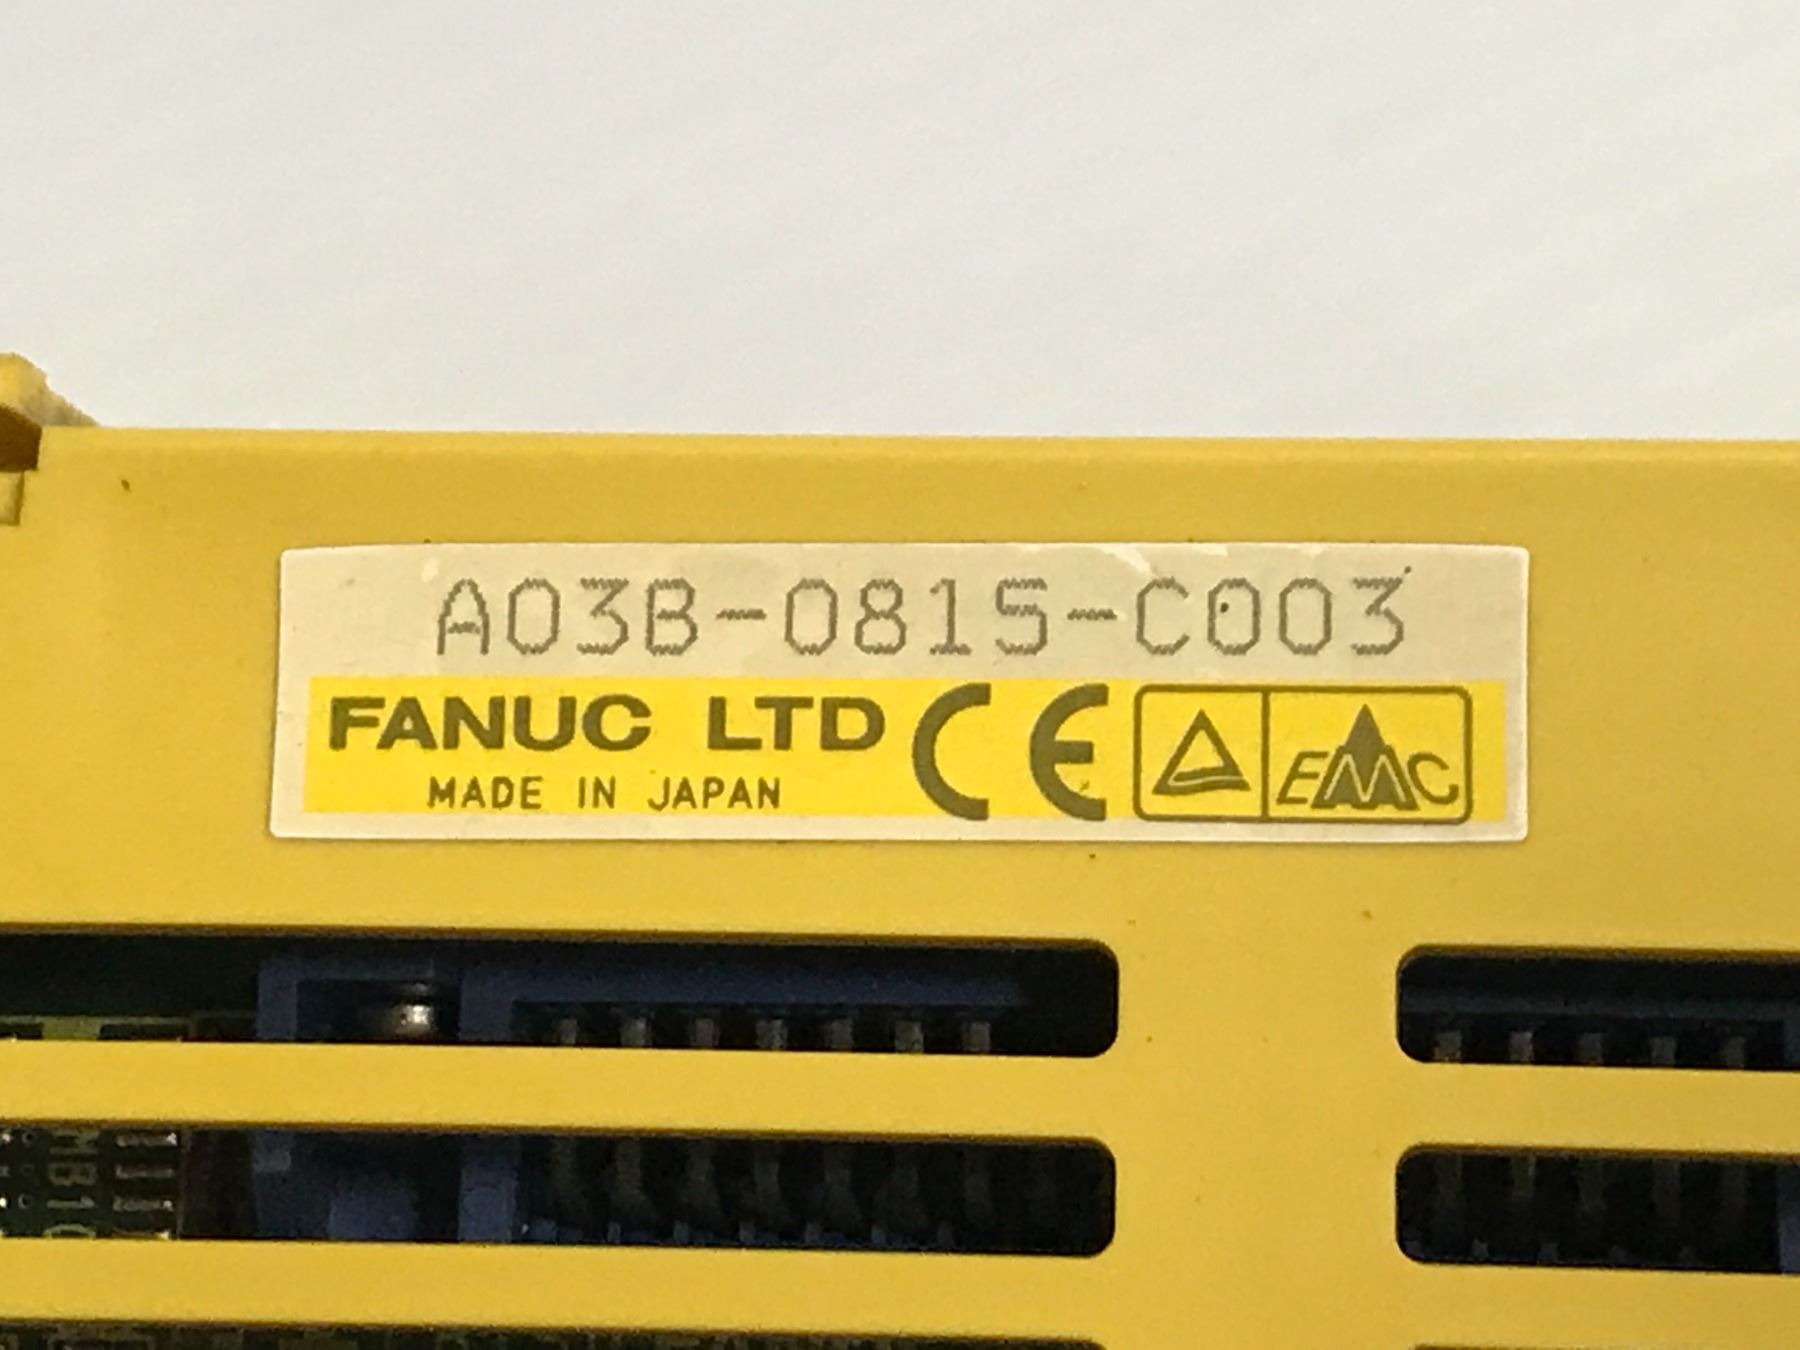 A03B-0815-C003
FANUC LTD CE EMC
MADE IN JAPAN